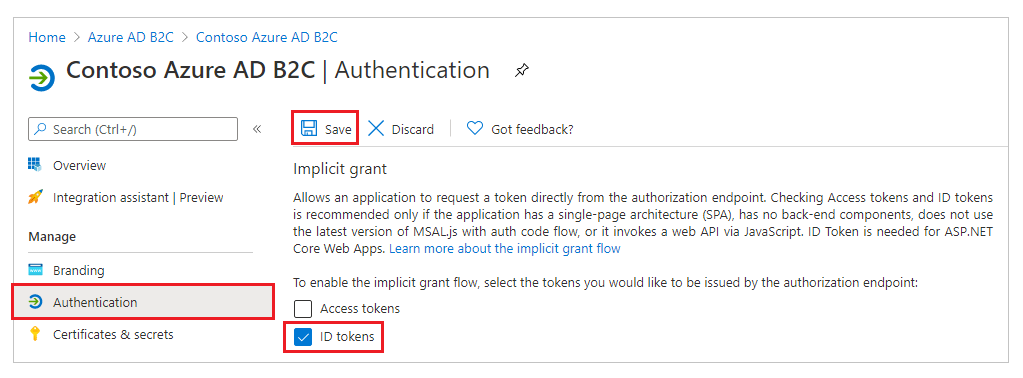 Home > Azure AD B2C > Contoso Azure AD B2C
Contoso Azure AD B2C | Authentication
Search (Ctrl+/)
«
Save
Discard
Got feedback?
Overview
Integration assistant | Preview
Manage
Branding
Authentication
Certificates & secrets
Implicit grant
Allows an application to request a token directly from the authorization endpoint. Checking Access tokens and ID tokens
is recommended only if the application has a single-page architecture (SPA), has no back-end components, does not use
the latest version of MSAL.js with auth code flow, or it invokes a web API via JavaScript. ID Token is needed for ASP.NET
Core Web Apps. Learn more about the implicit grant flow
To enable the implicit grant flow, select the tokens you would like to be issued by the authorization endpoint:
Access tokens
ID tokens